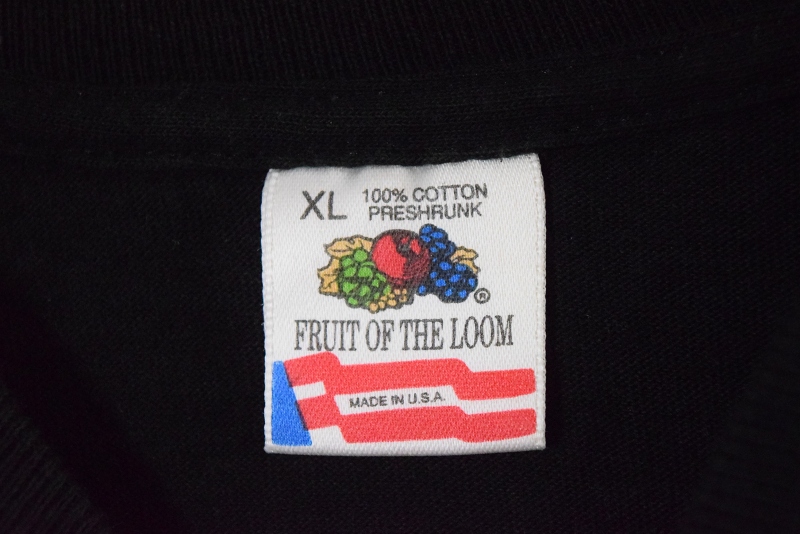 XL 100% COTTON
PRESHRUNK
®
FRUIT OF THE LOOM
MADE IN U.S.A.